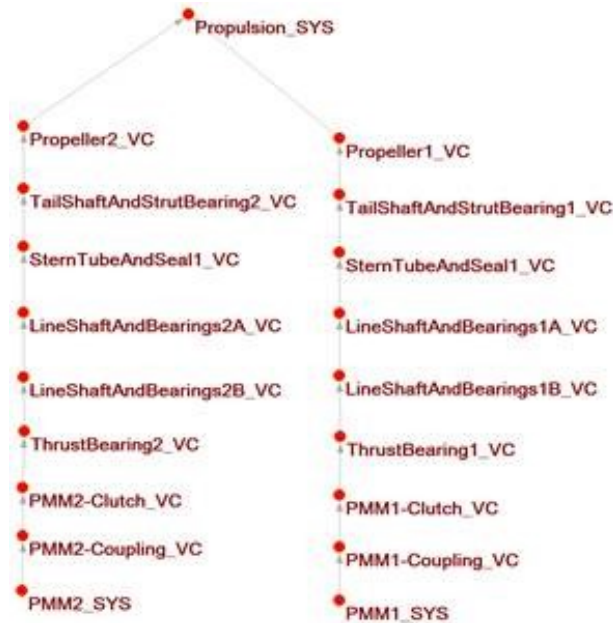 Propulsion_SYS
Propeller2_VC
Propeller1_VC
TailShaftAndStrutBearing2_VC
TailShaftAndStrutBearing1_VC
SternTubeAndSeal1_VC
SternTubeAndSeal1_VC
LineShaftAndBearings2A_VC
LineShaftAndBearings1A_VC
LineShaftAndBearings2B_VC
LineShaftAndBearings1B_VC
ThrustBearing2_VC
ThrustBearing1_VC
PMM2-Clutch_VC
PMM1-Clutch_VC
PMM2-Coupling_VC
PMM1-Coupling_VC
PMM2_SYS
PMM1_SYS